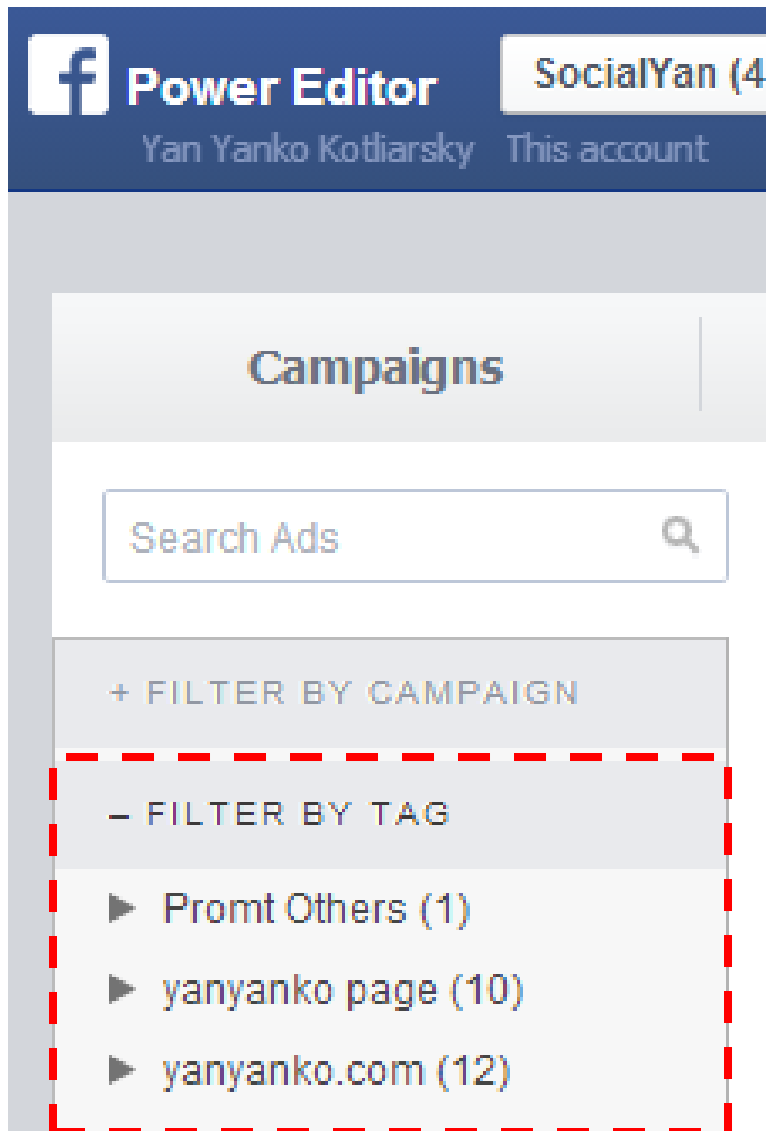 f Power Editor SocialYan (4
Yan Yanko Kotliarsky This account
Campaigns
Search Ads
+ FILTER BY CAMPAIGN
– FILTER BY TAG
Promt Others (1)
yanyanko page (10)
yanyanko.com (12)